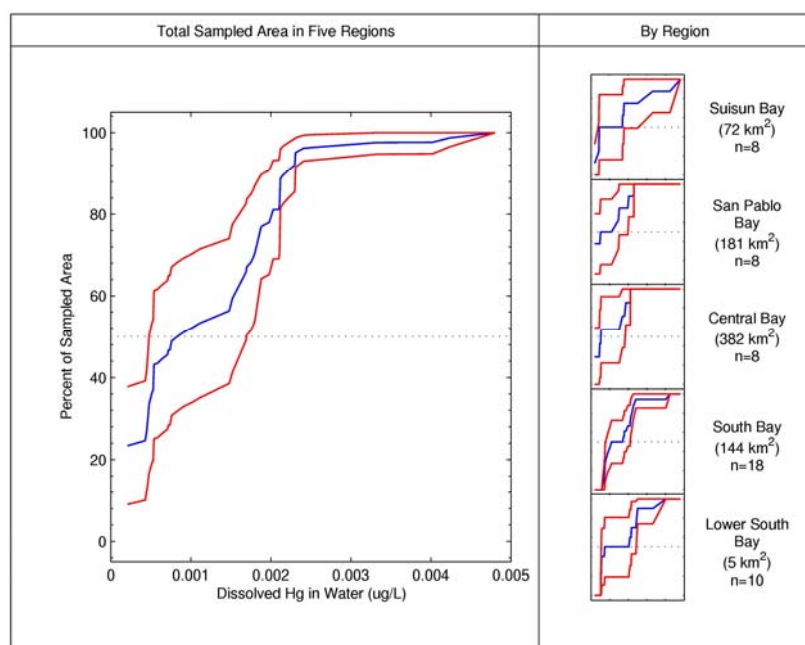 Total Sampled Area in Five Regions
By Region
Percent of Sampled Area
100
80
60
40
20
0
0
0.001
0.002
0.003
0.004
0.005
Dissolved Hg in Water (ug/L)
Suisun Bay
(72 km²)
n=8
San Pablo
Bay
(181 km²)
n=8
Central Bay
(382 km²)
n=8
South Bay
(144 km²)
n=18
Lower South
Bay
(5 km²)
n=10